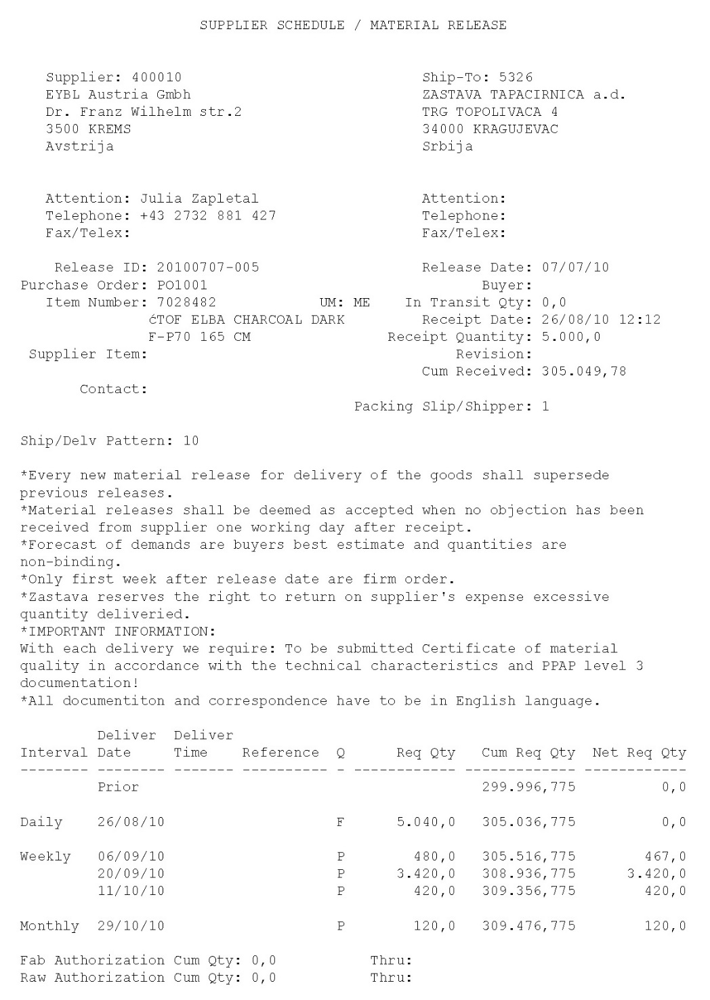 SUPPLIER SCHEDULE / MATERIAL RELEASE
Supplier: 400010 Ship-To: 5326
EYBL Austria Gmbh ZASTAVA TAPACIRNICA a.d.
Dr. Franz Wilhelm str.2 TRG TOPOLIVACA 4
3500 KREMS 34000 KRAGUJEVAC
Avstrija Srbija
Attention: Julia Zapletal Attention:
Telephone: +43 2732 881 427 Telephone:
Fax/Telex: Fax/Telex:
Release ID: 20100707-005 Release Date: 07/07/10
Purchase Order: PO1001 Buyer:
Item Number: 7028482 UM: ME In Transit Qty: 0,0
ćTOF ELBA CHARCOAL DARK Receipt Date: 26/08/10 12:12
F-P70 165 CM Receipt Quantity: 5.000,0
Supplier Item: Revision:
Cum Received: 305.049,78
Contact:
Packing Slip/Shipper: 1
Ship/Delv Pattern: 10
*Every new material release for delivery of the goods shall supersede
previous releases.
*Material releases shall be deemed as accepted when no objection has been
received from supplier one working day after receipt.
*Forecast of demands are buyers best estimate and quantities are
non-binding.
*Only first week after release date are firm order.
*Zastava reserves the right to return on supplier's expense excessive
quantity deliveried.
*IMPORTANT INFORMATION:
With each delivery we require: To be submitted Certificate of material
quality in accordance with the technical characteristics and PPAP level 3
documentation!
*All documentiton and correspondence have to be in English language.
Deliver Deliver
Interval Date Time Reference Q Req Qty Cum Req Qty Net Req Qty
-------- -------- ------- ---------- - ------------ ------------- ------------
Prior 299.996,775 0,0
Daily 26/08/10 F 5.040,0 305.036,775 0,0
Weekly 06/09/10 P 480,0 305.516,775 467,0
20/09/10 P 3.420,0 308.936,775 3.420,0
11/10/10 P 420,0 309.356,775 420,0
Monthly 29/10/10 P 120,0 309.476,775 120,0
Fab Authorization Cum Qty: 0,0 Thru:
Raw Authorization Cum Qty: 0,0 Thru: